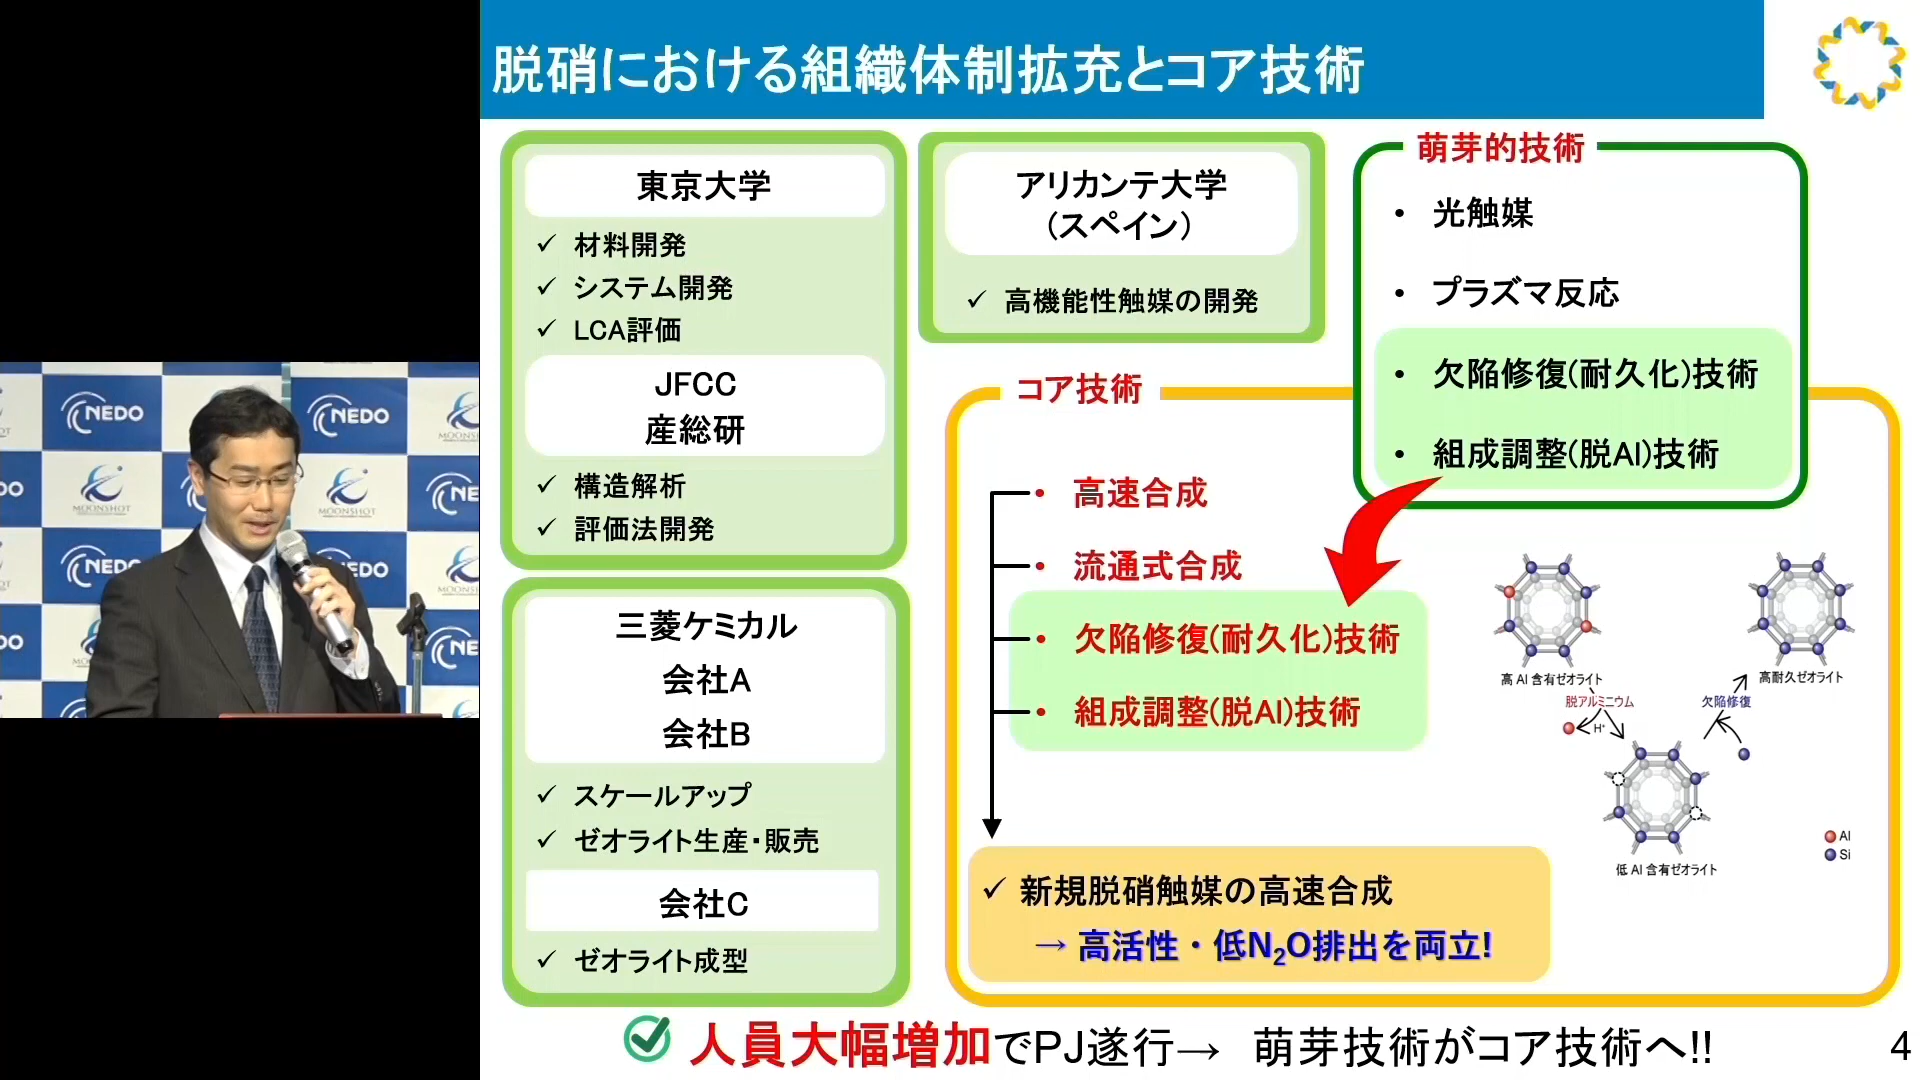 脱硝における組織体制拡充とコア技術
東京大学
✓ 材料開発
✓ システム開発
✓ LCA評価
JFCC
産総研
✓ 構造解析
✓ 評価法開発
三菱ケミカル
会社A
会社B
✓ スケールアップ
✓ ゼオライト生産・販売
会社C
✓ ゼオライト成型
アリカンテ大学
(スペイン)
✓ 高機能性触媒の開発
萌芽的技術
• 光触媒
• プラズマ反応
• 欠陥修復(耐久化)技術
• 組成調整(脱Al)技術
コア技術
• 高速合成
• 流通式合成
• 欠陥修復(耐久化)技術
• 組成調整(脱Al)技術
高 Al 含有ゼオライト
脱アルミニウム
H⁺
低 Al 含有ゼオライト
欠陥修復
高耐久ゼオライト
Al
Si
✓ 新規脱硝触媒の高速合成
→ 高活性・低N₂O排出を両立!
人員大幅増加でPJ遂行→ 萌芽技術がコア技術へ!!
4
NEDO
NEDO
MOONSHOT
MOONSHOT
NEDO